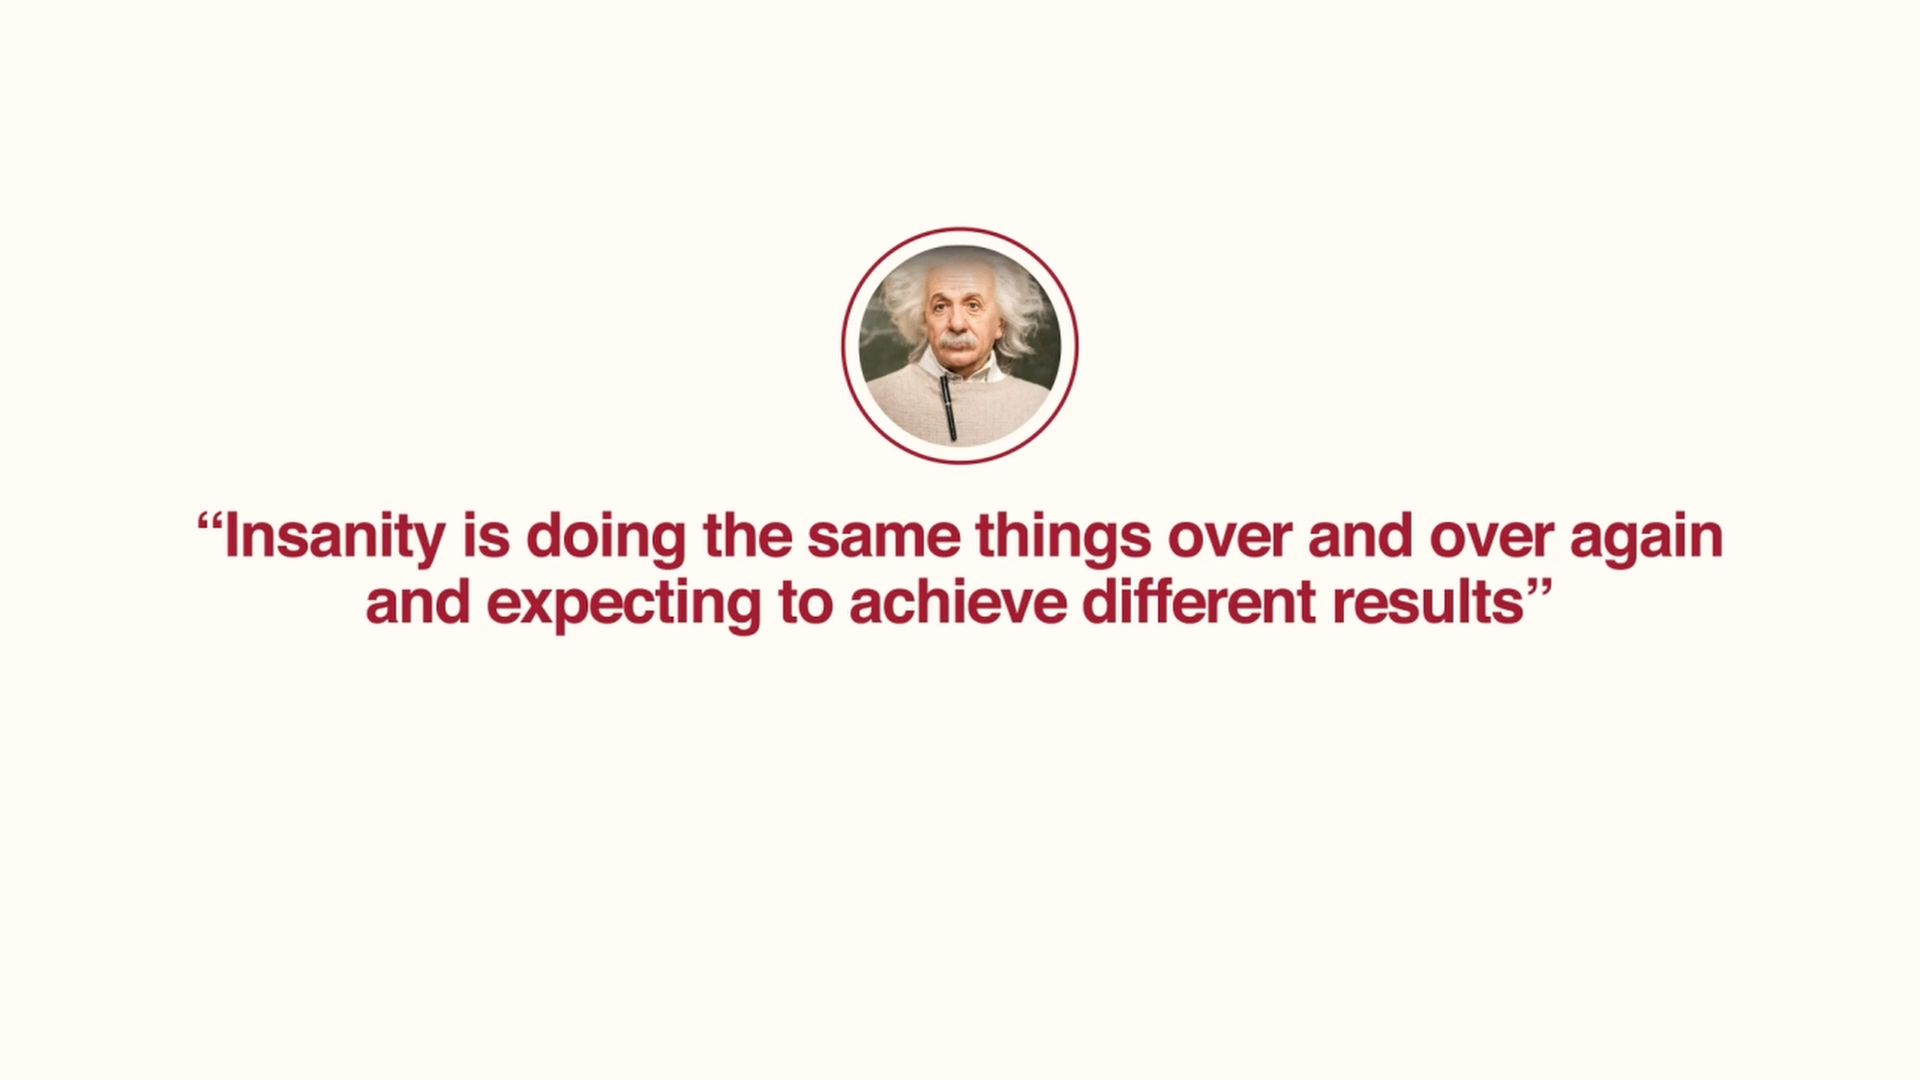 “Insanity is doing the same things over and over again
and expecting to achieve different results”